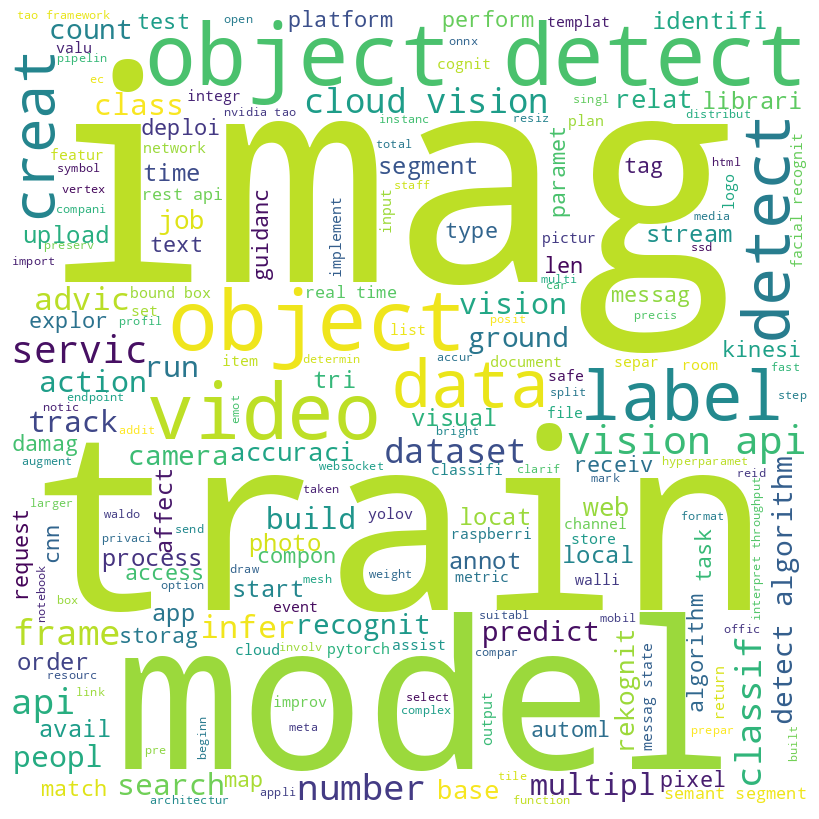 tao framework
open
count
test
platform
perform
templat
identifi
valu
object detect
onnx
pipelin
cognit
ec
integr
cloud vision
singl
relat
librari
creat
class
nvidia tao
instanc
resiz
distribut
deploi
plan
imag
featur
network
total
segment
paramet
tag
html
logo
symbol
time
staff
detect
vertex
rest api
guidanc
implement
input
facial recognit
compani
job
type
media
upload
text
pictur
stream
preserv
ssd
import
len
multi
advic
bound box
real time
car
messag
set
object
vision
precis
explor
profil
list
posit
ground
kinesi
servic
run
item
determin
accur
document
separ
room
fast
action
tri
data
safe
label
step
endpoint
split
video
file
notic
track
emot
visual
addit
vision api
damag
camera
accuraci
dataset
augment
websocket
classifi
clarif
receiv
mark
hyperparamet
reid
train
larger
taken
web
format
request
waldo
affect
build
yolov
locat
channel
interpret throughput
cnn
send
photo
raspberri
store
detect algorithm
privaci
process
compon
annot
local
task
draw
mesh
weight
metric
walli
notebook
option
access
start
box
app
event
suitabl
mobil
frame
infer
recognit
predict
offic
storag
cloud
involv
pytorch
assist
compar
order
resourc
model
rekognit
messag state
algorithm
return
classif
link
api
improv
select
output
complex
prepar
avail
beginn
meta
automl
built
peopl
pre
match
search
map
appli
number
base
tile
multipl
pixel
semant segment
architectur
function